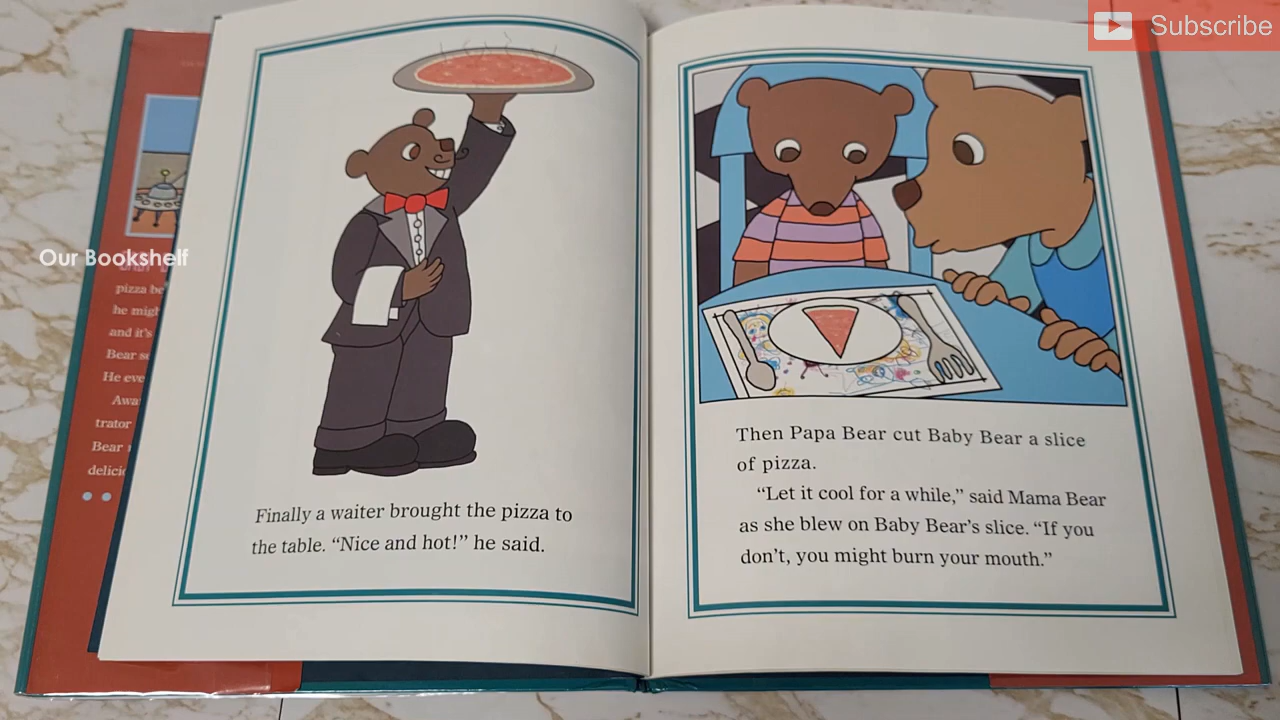 Subscribe
Our Bookshelf
pizza be
he migh
and it's
Bear se
He eve
Awa
trator
Bear
delicio
Finally a waiter brought the pizza to
the table. “Nice and hot!” he said.
Then Papa Bear cut Baby Bear a slice
of pizza.
“Let it cool for a while,” said Mama Bear
as she blew on Baby Bear’s slice. “If you
don’t, you might burn your mouth.”